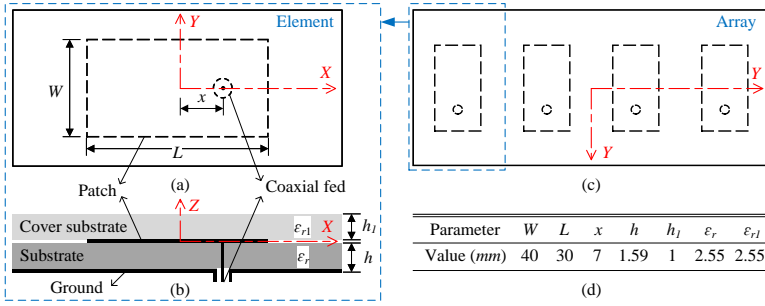 (a)
Y
Element
X
W
x
L
Patch
(a)
Coaxial fed
Z
Cover substrate
εr1
X
h1
Substrate
εr
h
Ground
(b)
Array
Y
Y
(c)
Parameter W L x h h1 εr εr1
Value (mm) 40 30 7 1.59 1 2.55 2.55
(d)